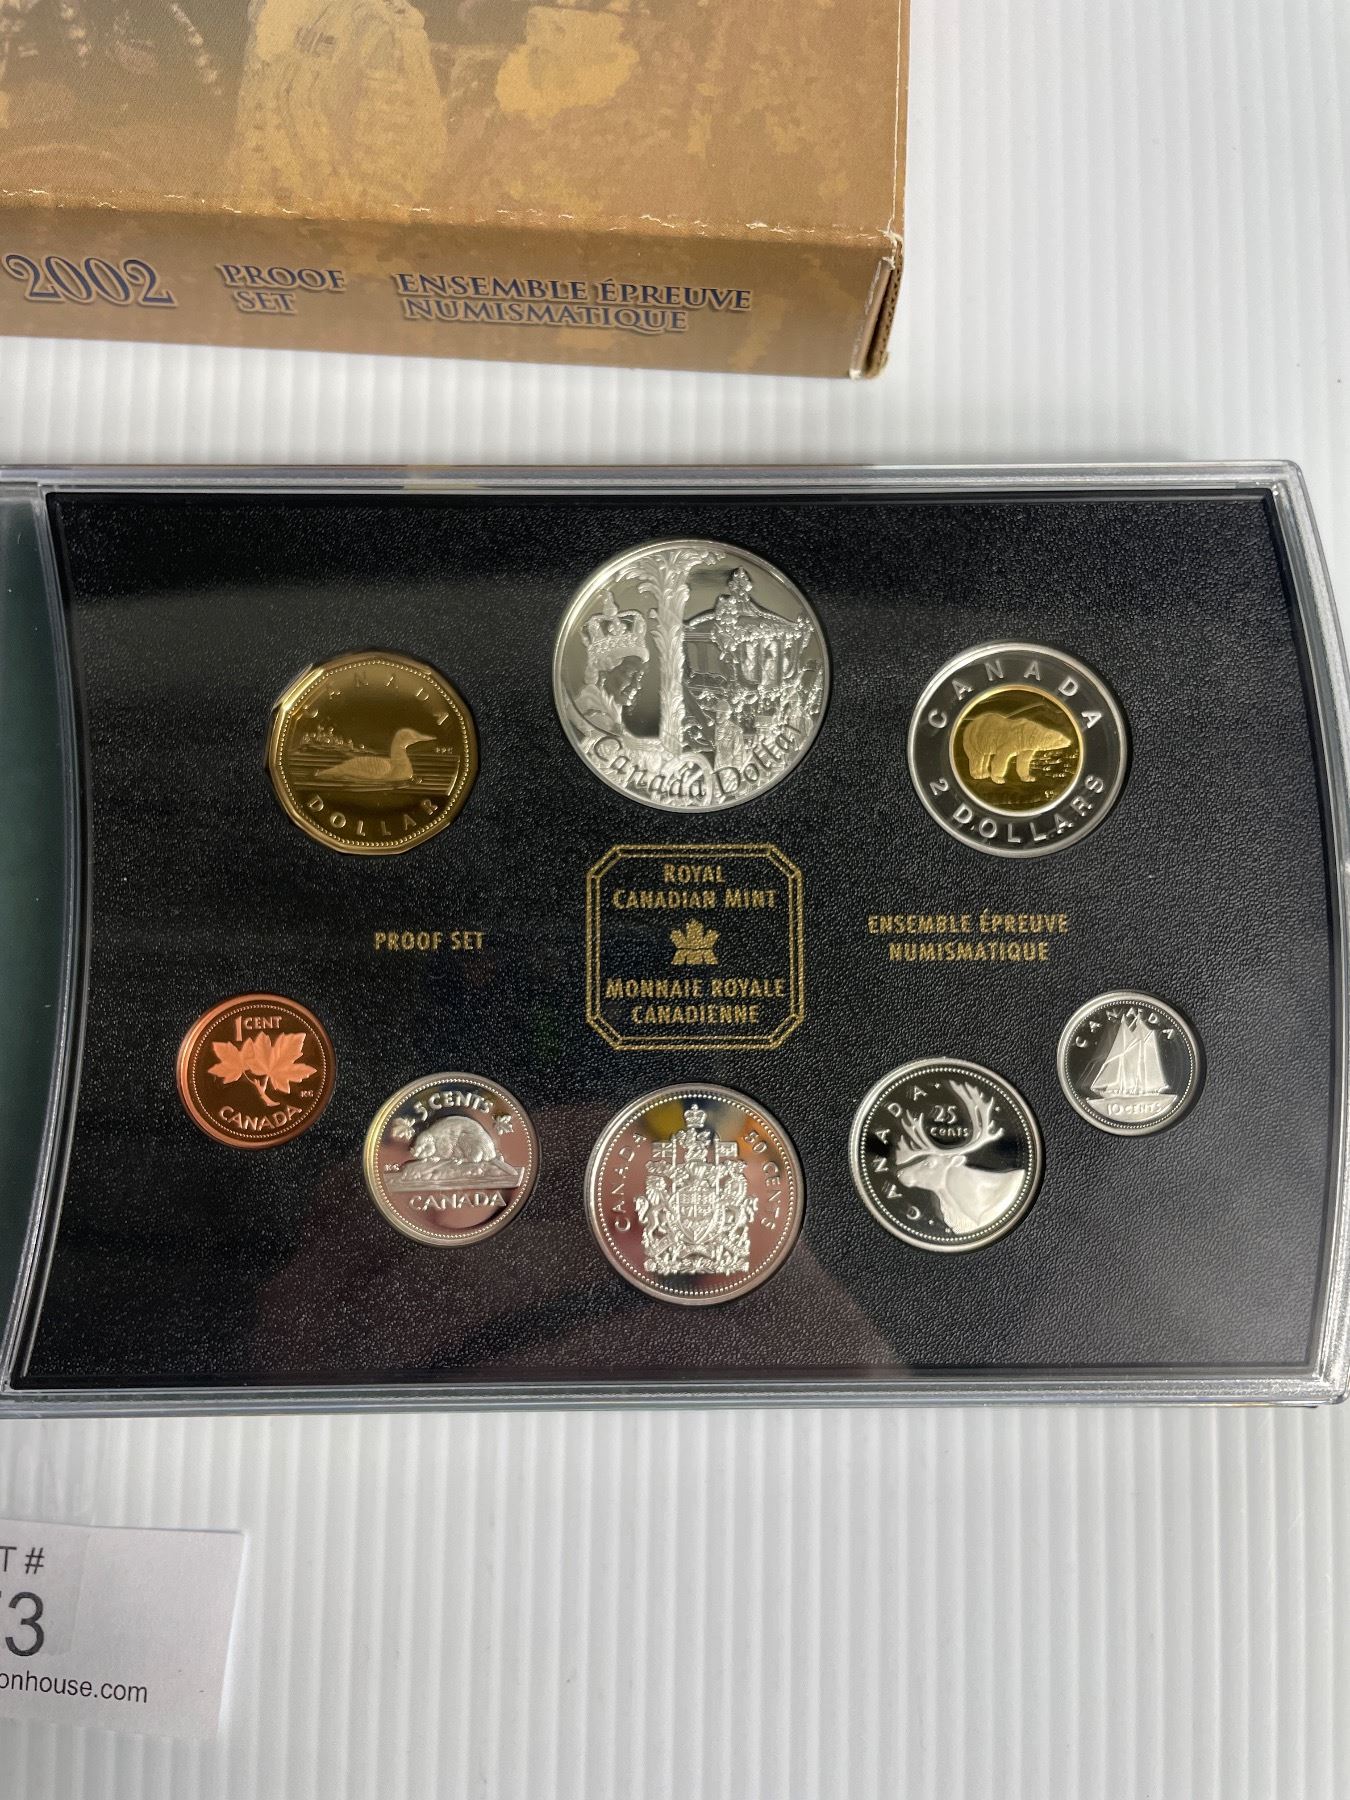 2002
PROOF
SET
ENSEMBLE ÉPREUVE
NUMISMATIQUE
CANADA
DOLLAR
Canada Dollar
CANADA
2 DOLLARS
ROYAL
CANADIAN MINT
MONNAIE ROYALE
CANADIENNE
PROOF SET
ENSEMBLE ÉPREUVE
NUMISMATIQUE
1 CENT
CANADA
5 CENTS
CANADA
CANADA
50 CENTS
CANADA
25
cents
CANADA
10 CENTS
T #
3
onhouse.com